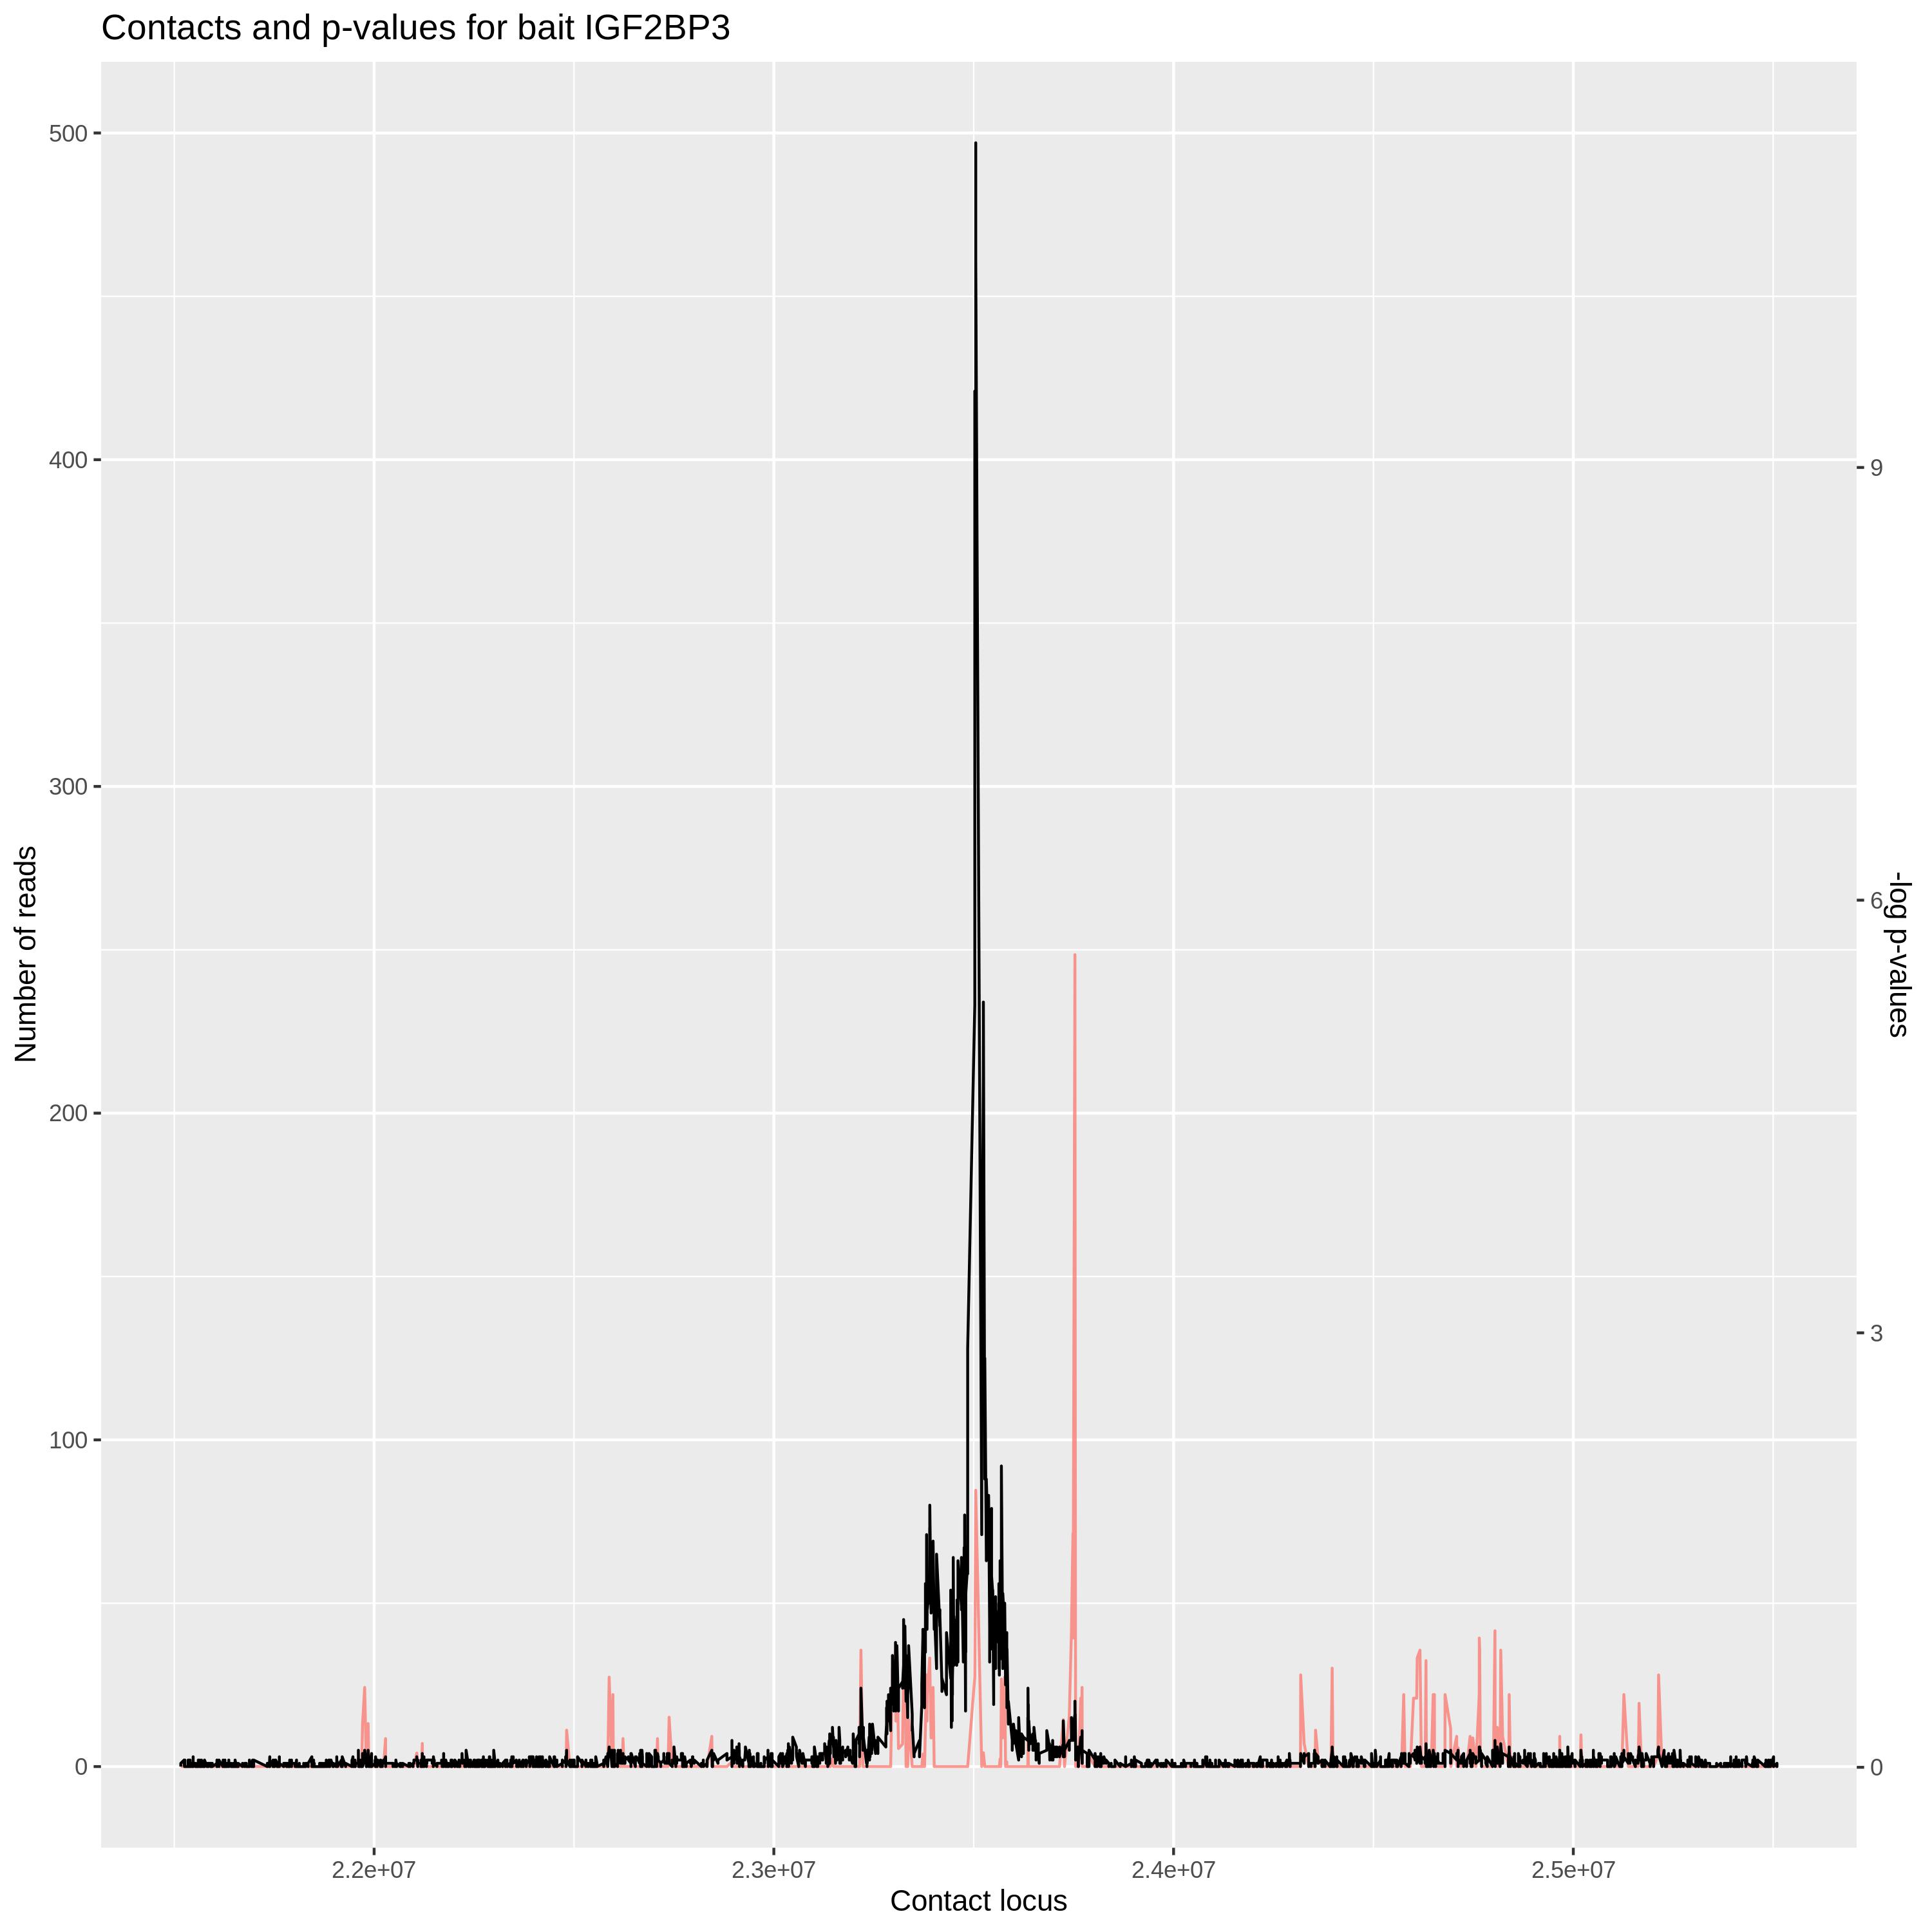 Contacts and p-values for bait IGF2BP3
500
400
300
200
100
0
Number of reads
9
6
3
0
-log p-values
2.2e+07
2.3e+07
2.4e+07
2.5e+07
Contact locus